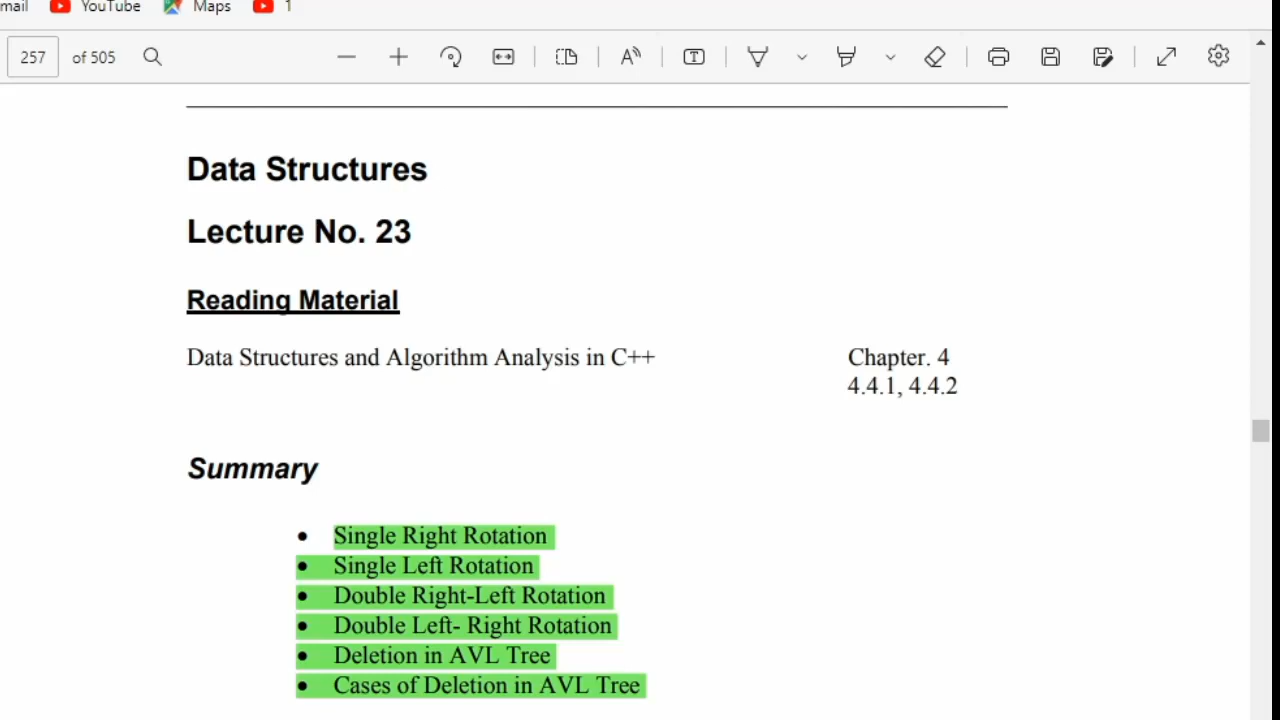 mail YouTube Maps 1
257 of 505
Data Structures
Lecture No. 23
Reading Material
Data Structures and Algorithm Analysis in C++ Chapter. 4
4.4.1, 4.4.2
Summary
• Single Right Rotation
• Single Left Rotation
• Double Right-Left Rotation
• Double Left- Right Rotation
• Deletion in AVL Tree
• Cases of Deletion in AVL Tree